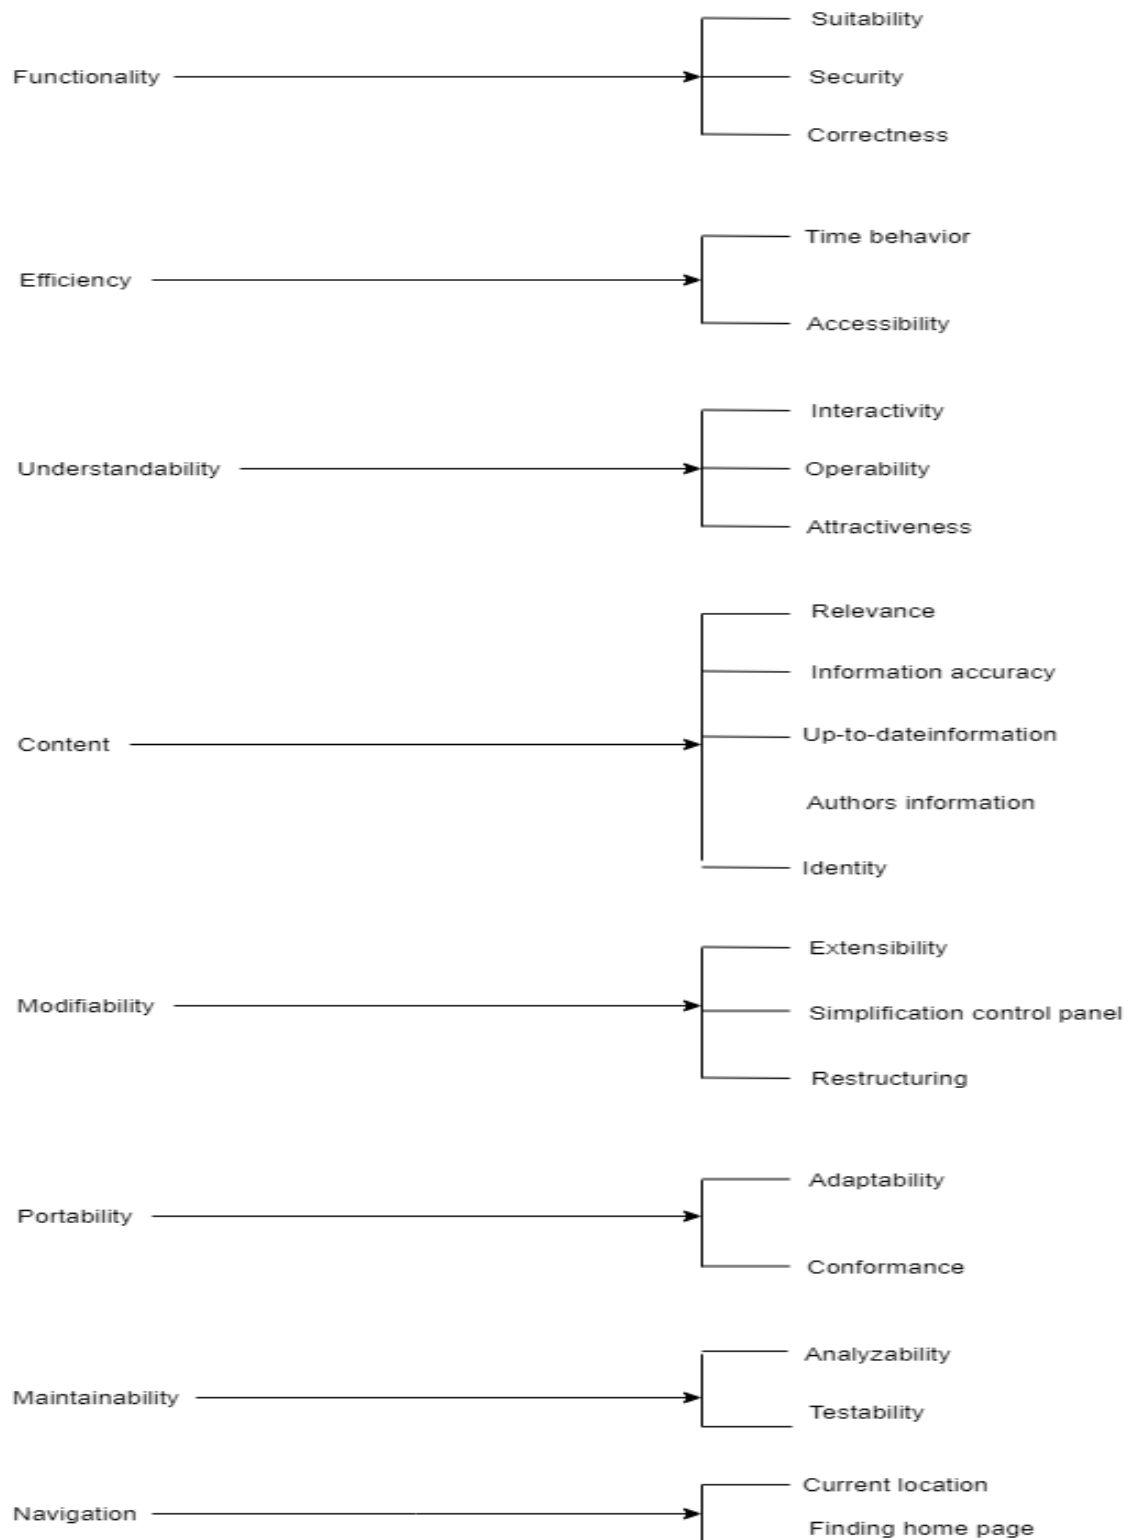 Suitability
Functionality
Security
Correctness
Time behavior
Efficiency
Accessibility
Interactivity
Understandability
Operability
Attractiveness
Relevance
Information accuracy
Up-to-dateinformation
Content
Authors information
Identity
Extensibility
Modifiability
Simplification control panel
Restructuring
Adaptability
Portability
Conformance
Analyzability
Maintainability
Testability
Current location
Navigation
Finding home page